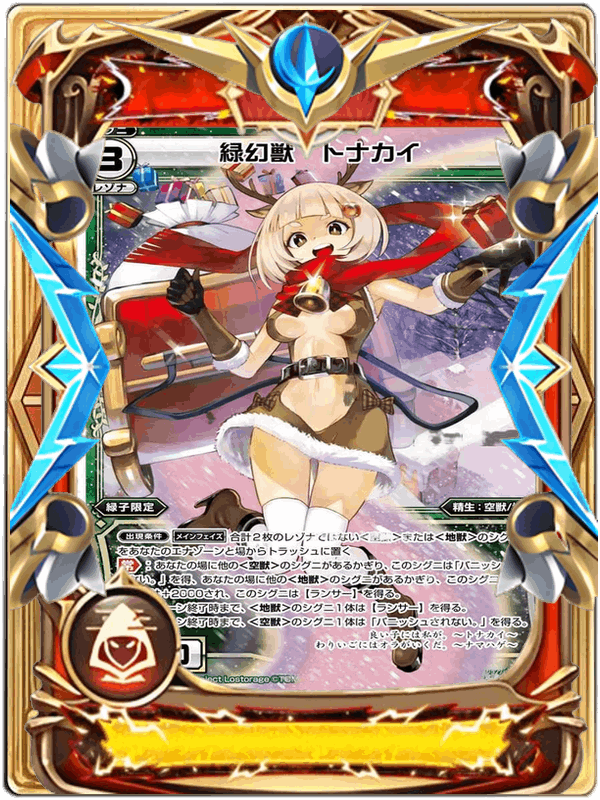 3
緑幻獣　トナカイ
レゾナ
緑子限定
精生：空獣/
出現条件 メインフェイズ 合計2枚のレゾナではない＜ ＞または＜地獣＞のシグ
をあなたのエナゾーンと場からトラッシュに置く
常：あなたの場に他の＜空獣＞のシグニがあるかぎり、このシグニは「バニッシ
ない。」を得、あなたの場に他の＜地獣＞のシグニがあるかぎり、このシグニ
+2000され、このシグニは【ランサー】を得る。
ーン終了時まで、＜地獣＞のシグニ1体は【ランサー】を得る。
ン終了時まで、＜空獣＞のシグニ1体は「バニッシュされない。」を得る。
良い子には私が。～トナカイ～
わりいごにはオラがいくだ。～ナマハゲ～
ject Lostorage